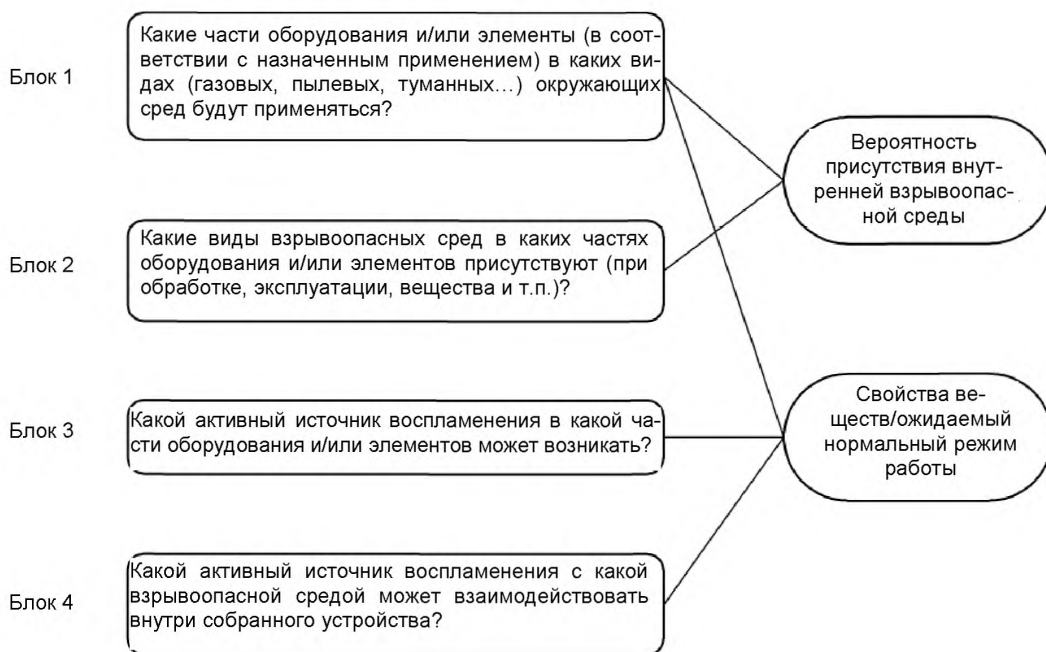 Блок 1
Какие части оборудования и/или элементы (в соот-
ветствии с назначенным применением) в каких ви-
дах (газовых, пылевых, туманных...) окружающих
сред будут применяться?
Вероятность
присутствия внут-
ренней взрывоопас-
ной среды
Блок 2
Какие виды взрывоопасных сред в каких частях
оборудования и/или элементов присутствуют (при
обработке, эксплуатации, вещества и т.п.)?
Свойства ве-
ществ/ожидаемый
нормальный режим
работы
Блок 3
Какой активный источник воспламенения в какой ча-
сти оборудования и/или элементов может возникать?
Блок 4
Какой активный источник воспламенения с какой
взрывоопасной средой может взаимодействовать
внутри собранного устройства?